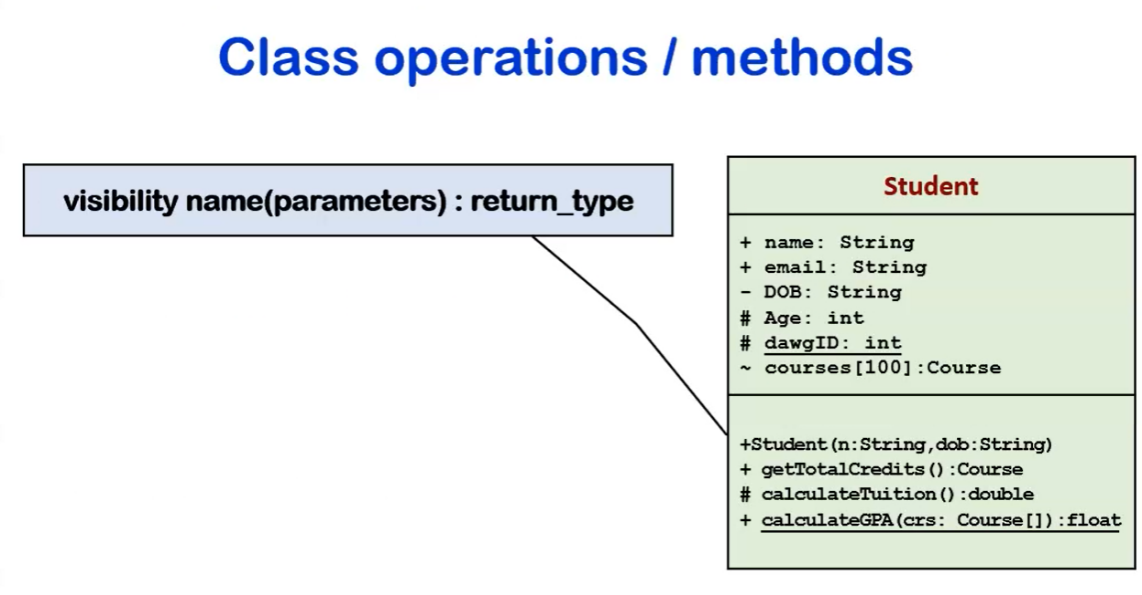 Class operations / methods
visibility name(parameters) : return_type
Student
+ name: String
+ email: String
- DOB: String
# Age: int
# dawgID: int
~ courses[100]:Course
+Student(n:String,dob:String)
+ getTotalCredits():Course
# calculateTuition():double
+ calculateGPA(crs: Course[]):float